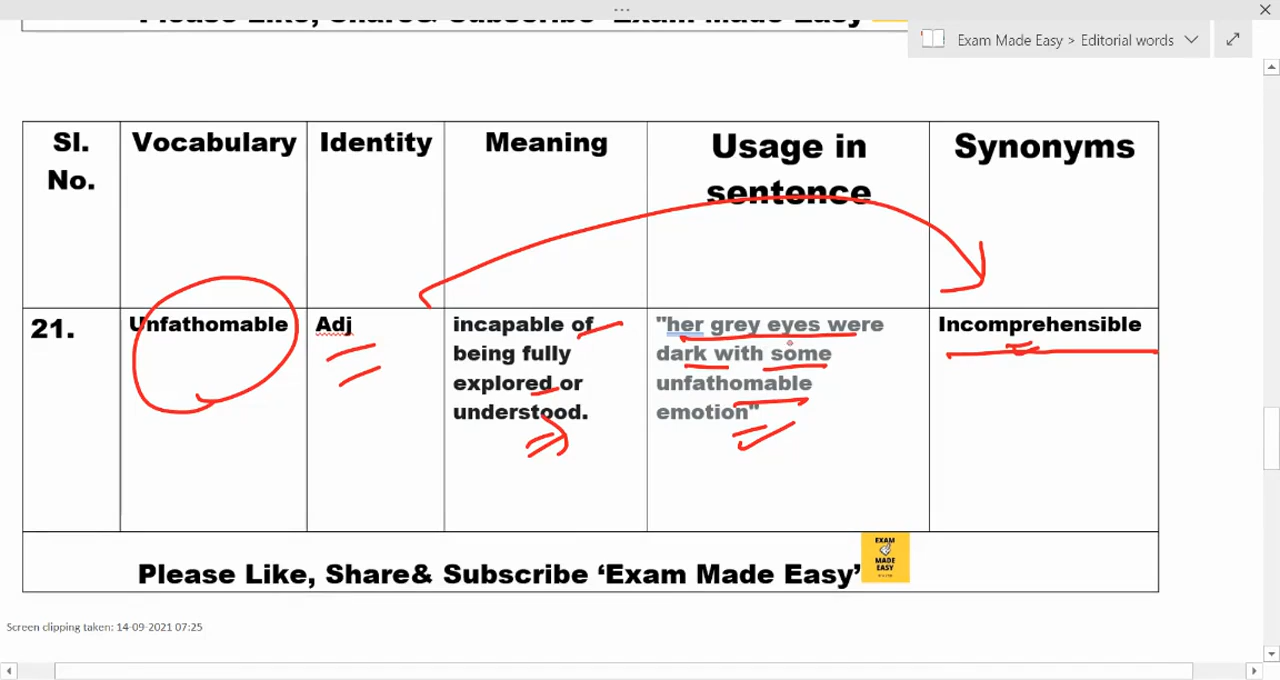 Please Like, Share& Subscribe ‘Exam Made Easy’
Exam Made Easy > Editorial words
Sl. No.
Vocabulary
Identity
Meaning
Usage in sentence
Synonyms
21.
Unfathomable
Adj
incapable of
being fully
explored or
understood.
"her grey eyes were
dark with some
unfathomable
emotion"
Incomprehensible
Please Like, Share& Subscribe ‘Exam Made Easy’
EXAM
MADE
EASY
Screen clipping taken: 14-09-2021 07:25